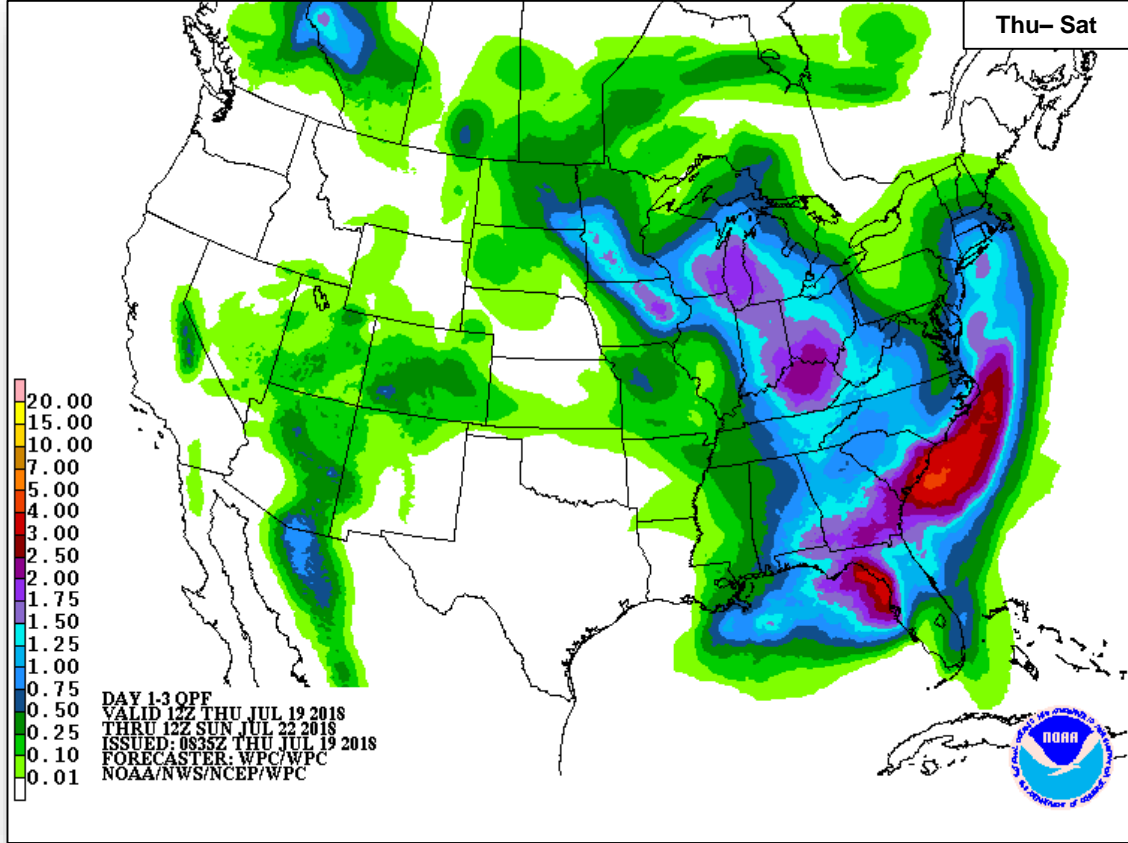 Thu– Sat
20.00
15.00
10.00
7.00
5.00
4.00
3.00
2.50
2.00
1.75
1.50
1.25
1.00
0.75
0.50
0.25
0.10
0.01
DAY 1-3 QPF
VALID 12Z THU JUL 19 2018
THRU 12Z SUN JUL 22 2018
ISSUED: 0835Z THU JUL 19 2018
FORECASTER: WPC/WPC
NOAA/NWS/NCEP/WPC
NOAA